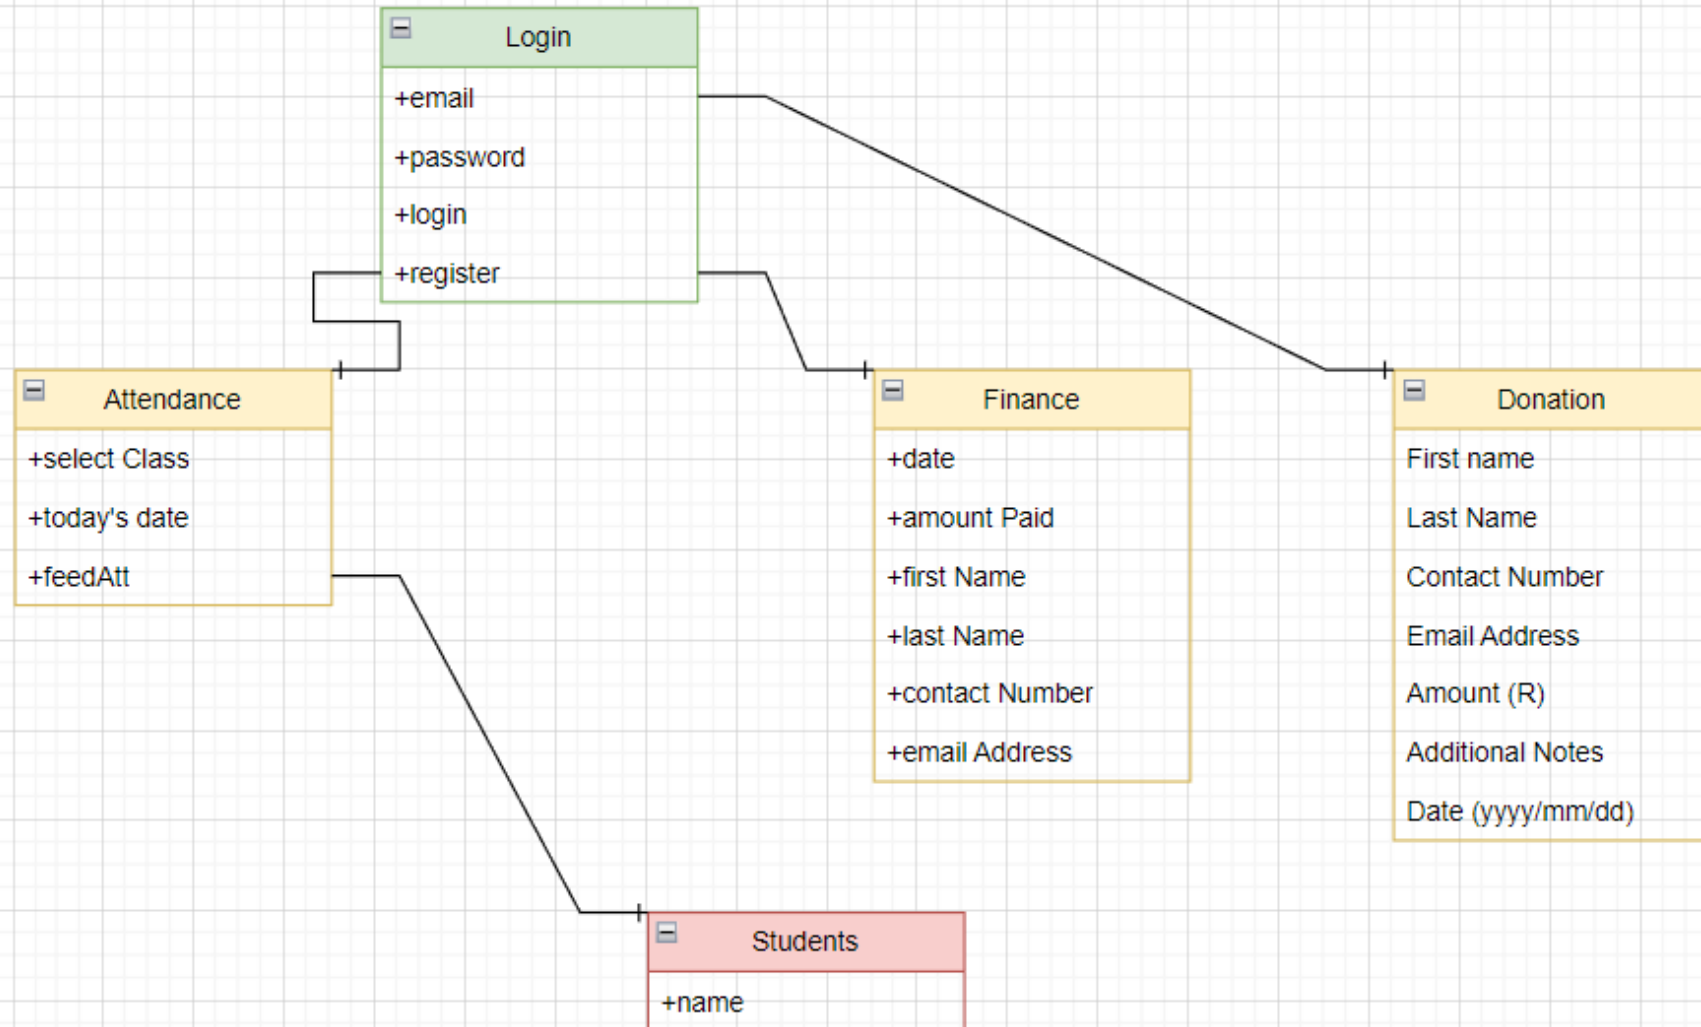 Login
+email
+password
+login
+register
Attendance
+select Class
+today's date
+feedAtt
Finance
+date
+amount Paid
+first Name
+last Name
+contact Number
+email Address
Donation
First name
Last Name
Contact Number
Email Address
Amount (R)
Additional Notes
Date (yyyy/mm/dd)
Students
+name